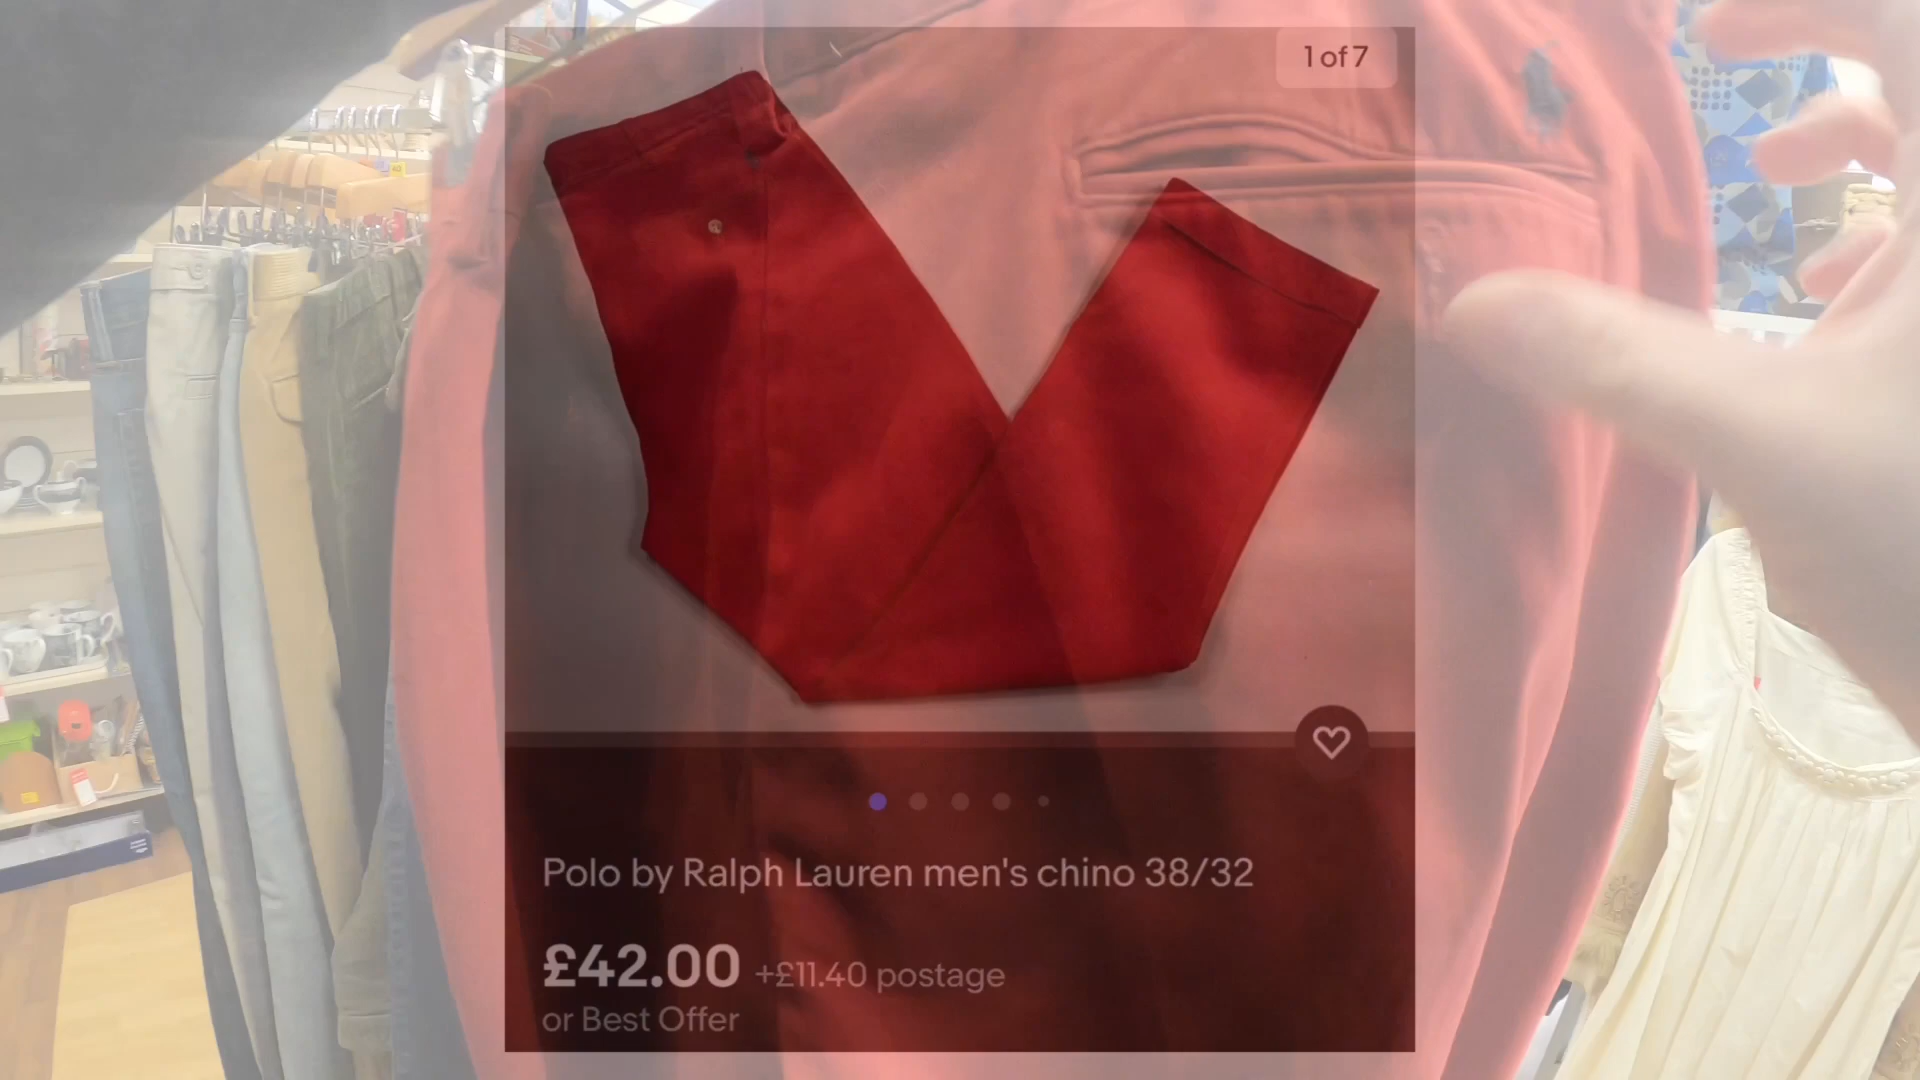 1 of 7
Polo by Ralph Lauren men's chino 38/32
£42.00 +£11.40 postage
or Best Offer